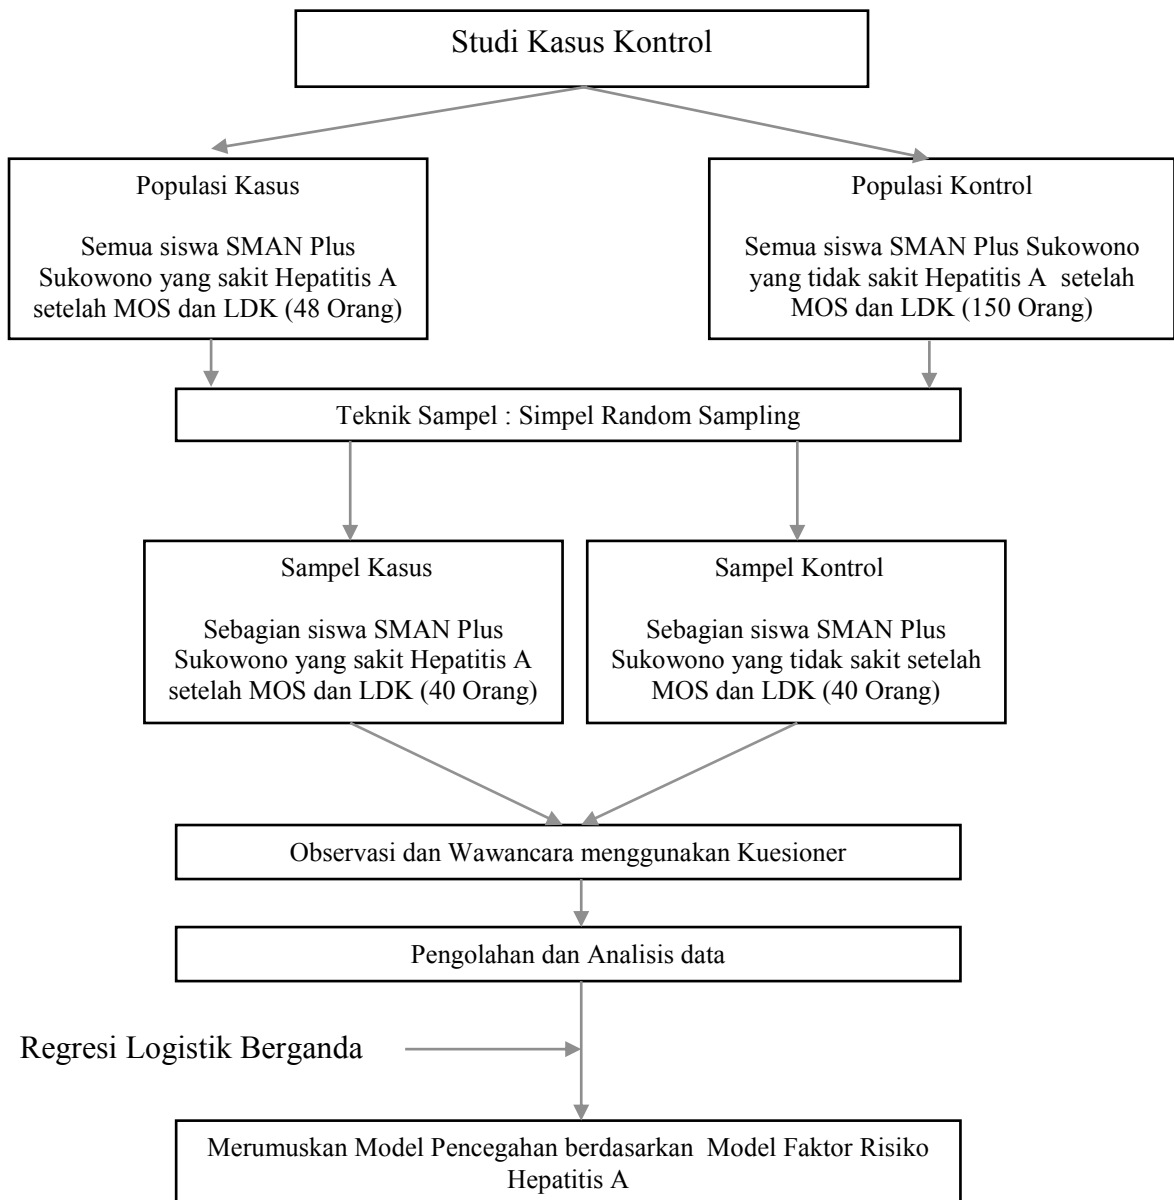 Studi Kasus Kontrol
Populasi Kasus
Semua siswa SMAN Plus
Sukowono yang sakit Hepatitis A
setelah MOS dan LDK (48 Orang)
Populasi Kontrol
Semua siswa SMAN Plus Sukowono
yang tidak sakit Hepatitis A  setelah
MOS dan LDK (150 Orang)
Teknik Sampel : Simpel Random Sampling
Sampel Kasus
Sebagian siswa SMAN Plus
Sukowono yang sakit Hepatitis A
setelah MOS dan LDK (40 Orang)
Sampel Kontrol
Sebagian siswa SMAN Plus
Sukowono yang tidak sakit setelah
MOS dan LDK (40 Orang)
Observasi dan Wawancara menggunakan Kuesioner
Pengolahan dan Analisis data
Regresi Logistik Berganda
Merumuskan Model Pencegahan berdasarkan  Model Faktor Risiko
Hepatitis A